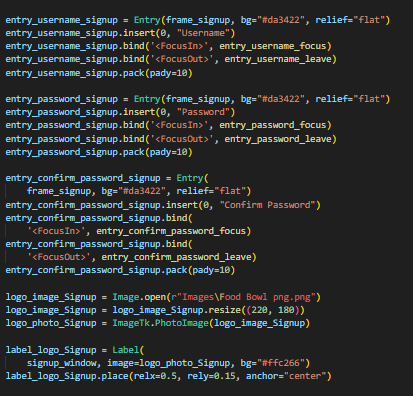 entry_username_signup = Entry(frame_signup, bg="#da3422", relief="flat")
entry_username_signup.insert(0, "Username")
entry_username_signup.bind('<FocusIn>', entry_username_focus)
entry_username_signup.bind('<FocusOut>', entry_username_leave)
entry_username_signup.pack(pady=10)

entry_password_signup = Entry(frame_signup, bg="#da3422", relief="flat")
entry_password_signup.insert(0, "Password")
entry_password_signup.bind('<FocusIn>', entry_password_focus)
entry_password_signup.bind('<FocusOut>', entry_password_leave)
entry_password_signup.pack(pady=10)

entry_confirm_password_signup = Entry(
    frame_signup, bg="#da3422", relief="flat")
entry_confirm_password_signup.insert(0, "Confirm Password")
entry_confirm_password_signup.bind(
    '<FocusIn>', entry_confirm_password_focus)
entry_confirm_password_signup.bind(
    '<FocusOut>', entry_confirm_password_leave)
entry_confirm_password_signup.pack(pady=10)

logo_image_Signup = Image.open(r"Images\Food Bowl png.png")
logo_image_Signup = logo_image_Signup.resize((220, 180))
logo_photo_Signup = ImageTk.PhotoImage(logo_image_Signup)

label_logo_Signup = Label(
    signup_window, image=logo_photo_Signup, bg="#ffc266")
label_logo_Signup.place(relx=0.5, rely=0.15, anchor="center")